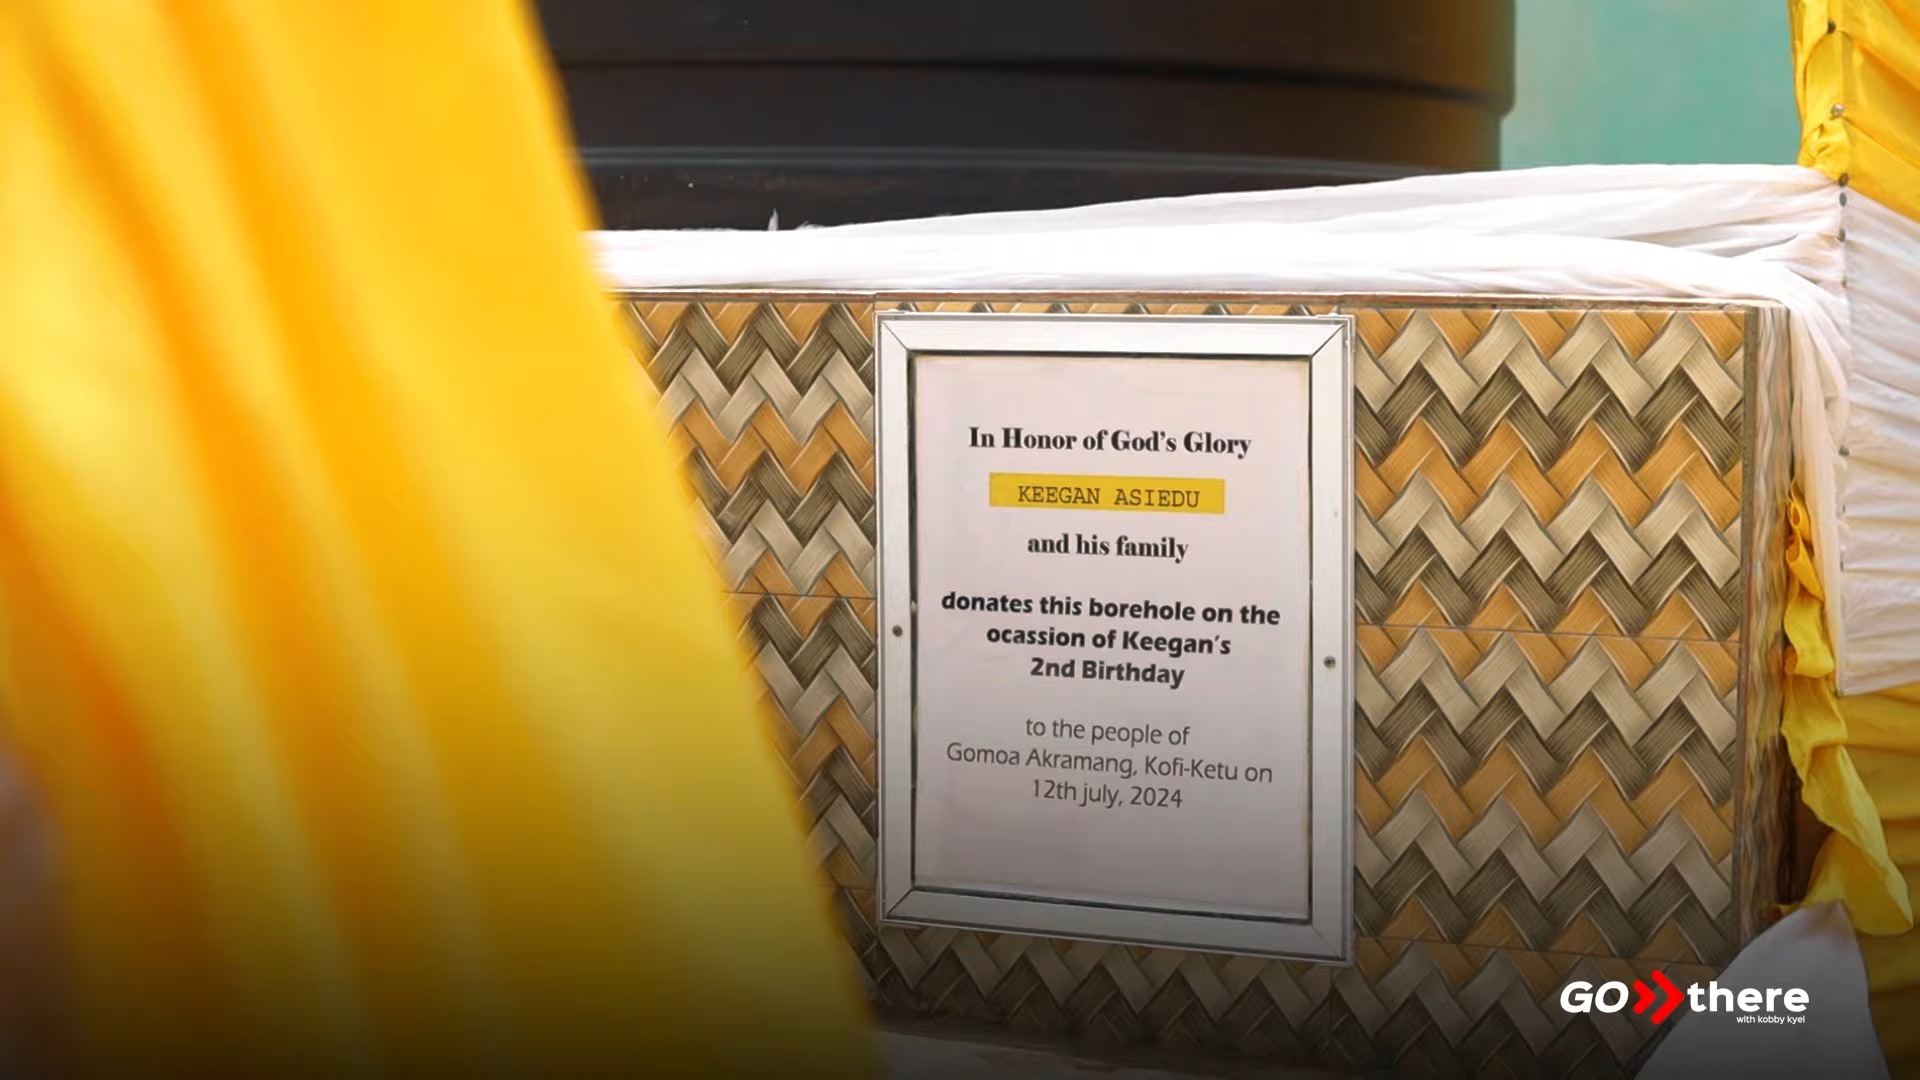 In Honor of God's Glory
KEEGAN ASIEDU
and his family
donates this borehole on the
ocassion of Keegan's
2nd Birthday
to the people of
Gomoa Akramang, Kofi-Ketu on
12th july, 2024
GO there
with kobby kyei